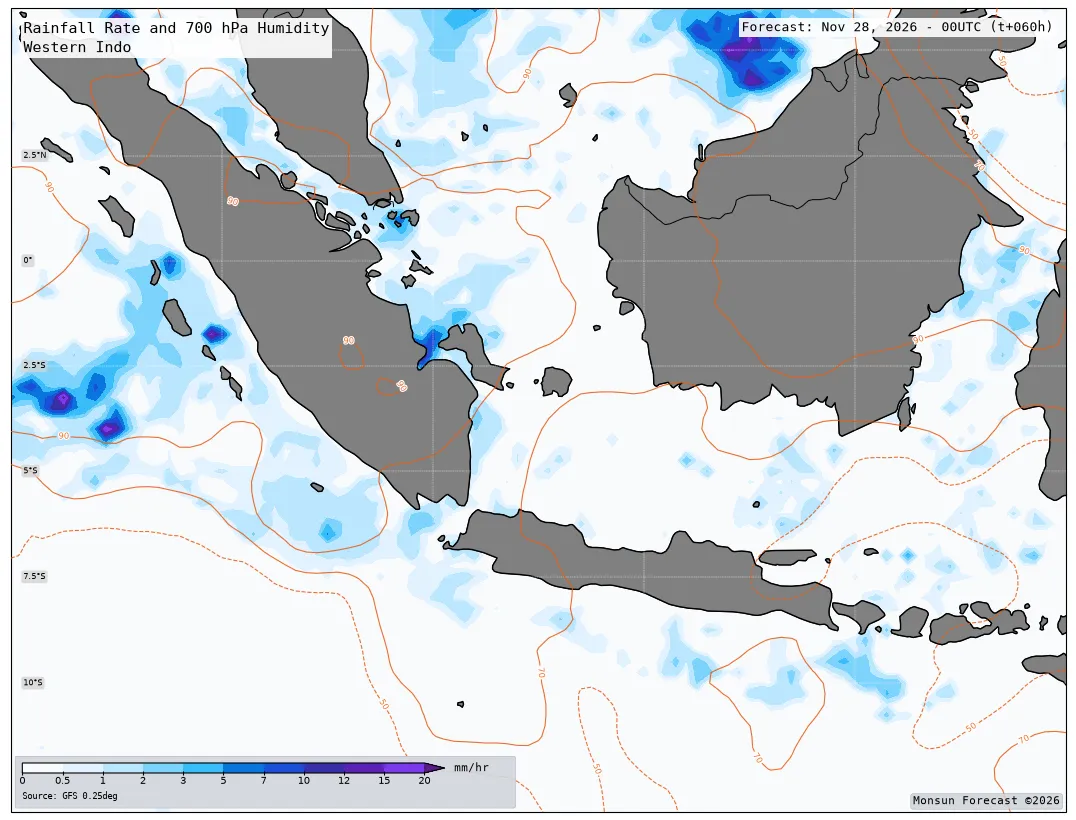 Rainfall Rate and 700 hPa Humidity
Western Indo
Forecast: Nov 28, 2026 - 00UTC (t+060h)
90
50
50
70
2.5°N
90
90
0°
90
90
90
2.5°S
90
90
5°S
7.5°S
70
10°S
50
50
70
70
50
mm/hr
0 0.5 1 2 3 5 7 10 12 15 20
Source: GFS 0.25deg
Monsun Forecast ©2026